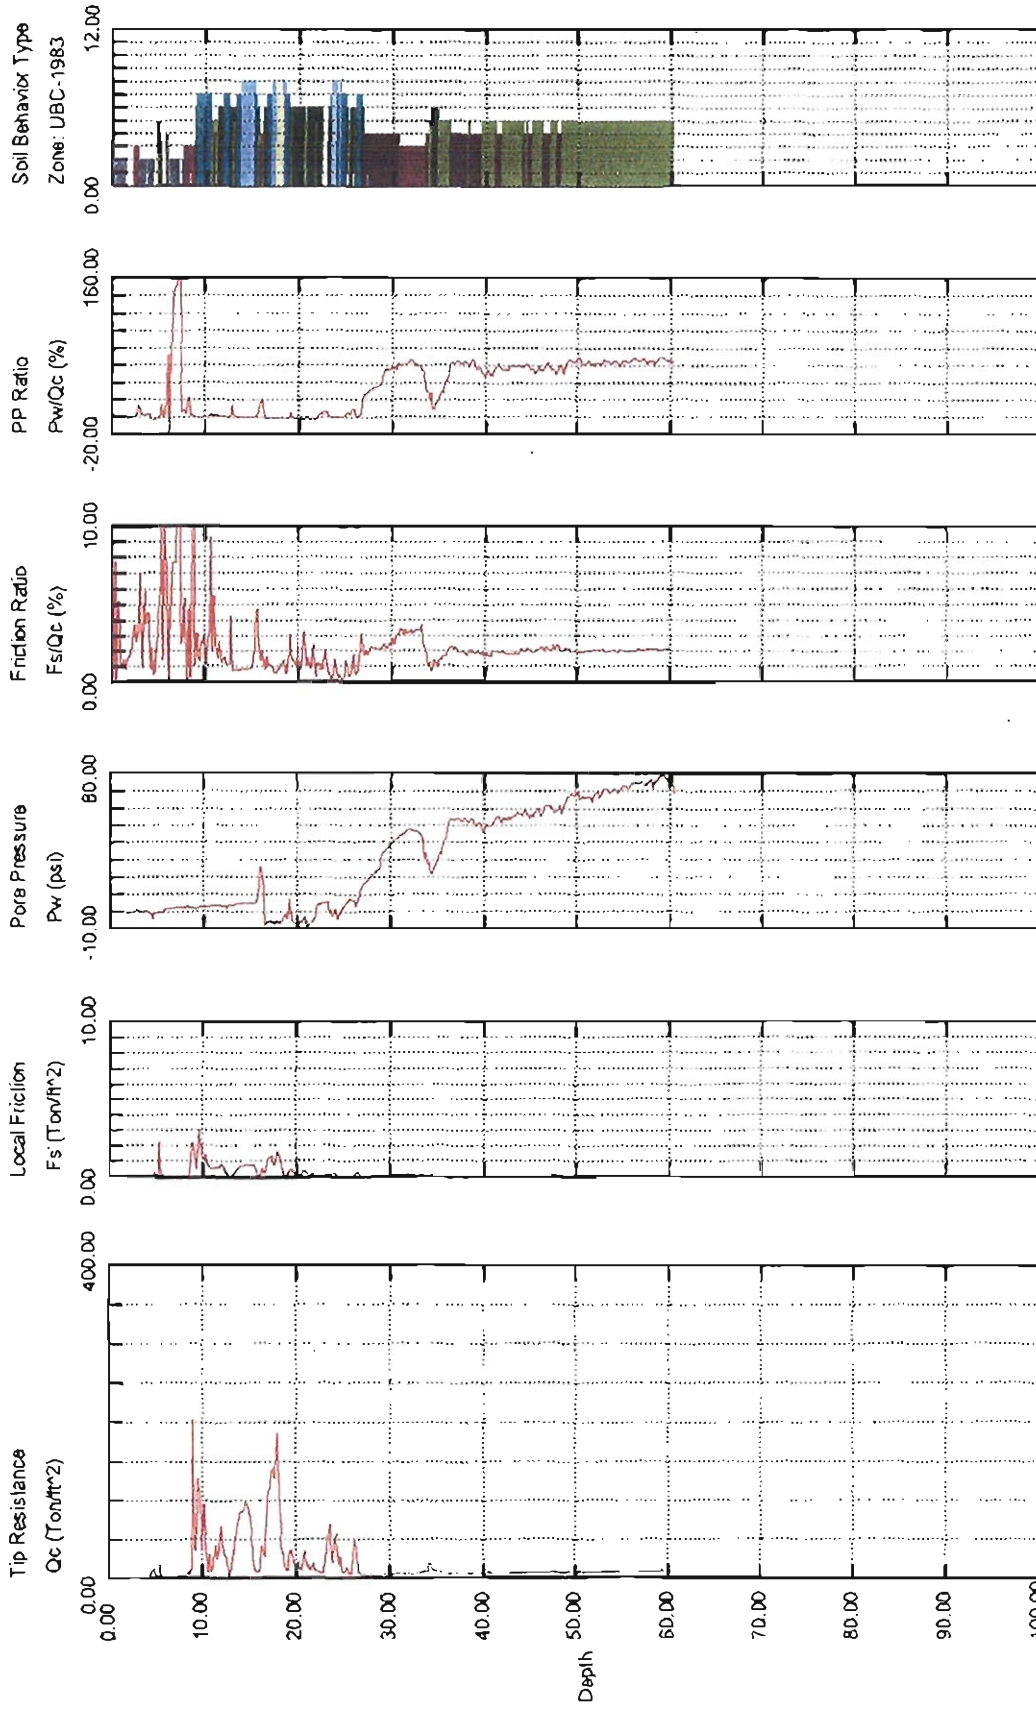 Tip Resistance
Qc (Ton/ft^2)
0.00
400.00
Local Friction
Fs (Ton/ft^2)
0.00
10.00
Pore Pressure
Pw (psi)
-10.00
80.00
Friction Ratio
Fs/Qc (%)
0.00
10.00
PP Ratio
Pw/Qc (%)
-20.00
160.00
Soil Behavior Type
Zone: UBC-1983
0.00
12.00
0.00
10.00
20.00
30.00
40.00
50.00
60.00
70.00
80.00
90.00
100.00
Depth